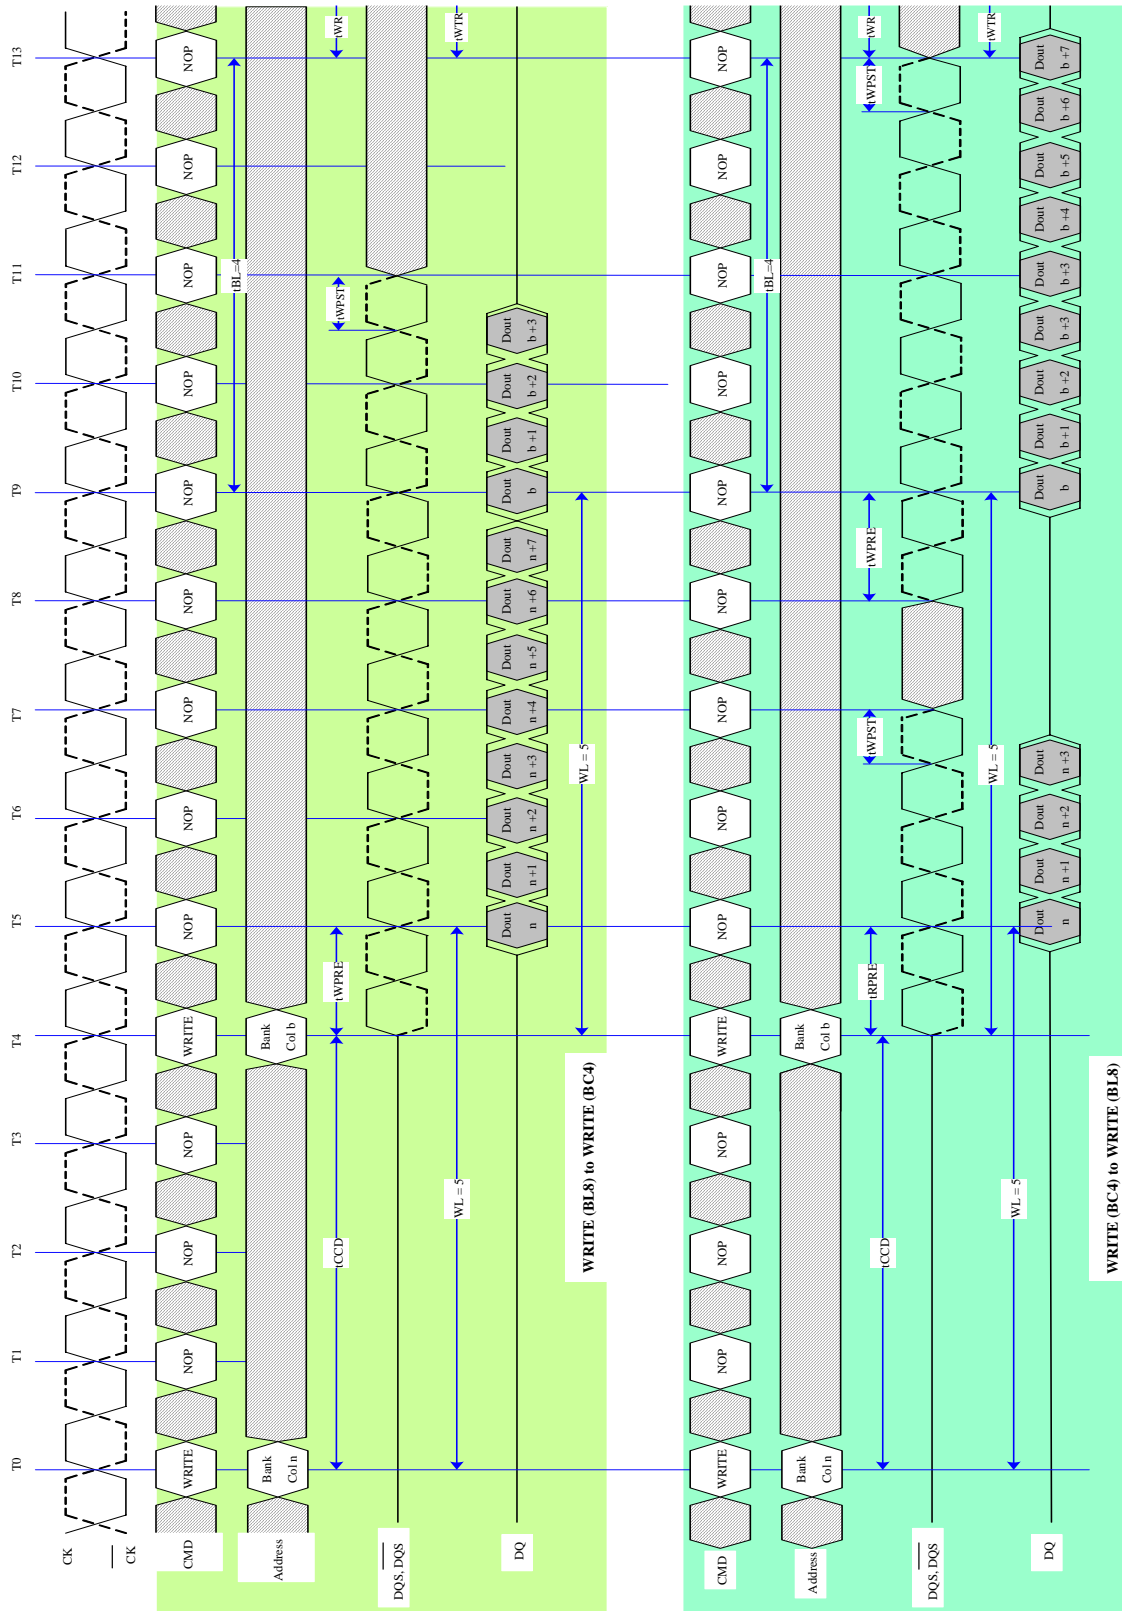 T0 T1 T2 T3 T4 T5 T6 T7 T8 T9 T10 T11 T12 T13
CK
CK
CMD WRITE NOP NOP NOP WRITE NOP NOP NOP NOP NOP NOP NOP NOP NOP
tBL=4
Address
Bank
Col n
Bank
Col b
tCCD tWPRE tWPST tWR
DQS, DQS
WL = 5 tWTR
DQ
Dout
n
Dout
n+1
Dout
n+2
Dout
n+3
Dout
n+4
Dout
n+5
Dout
n+6
Dout
n+7
Dout
b
Dout
b+1
Dout
b+2
Dout
b+3
WL = 5
WRITE (BL8) to WRITE (BC4)
CMD WRITE NOP NOP NOP WRITE NOP NOP NOP NOP NOP NOP NOP NOP NOP
tBL=4
Address
Bank
Col n
Bank
Col b
tCCD tRPRE tWPST tWPRE tWPST tWR
DQS, DQS
WL = 5 tWTR
WL = 5
DQ
Dout
n
Dout
n+1
Dout
n+2
Dout
n+3
Dout
b
Dout
b+1
Dout
b+2
Dout
b+3
Dout
b+3
Dout
b+4
Dout
b+5
Dout
b+6
Dout
b+7
WRITE (BC4) to WRITE (BL8)